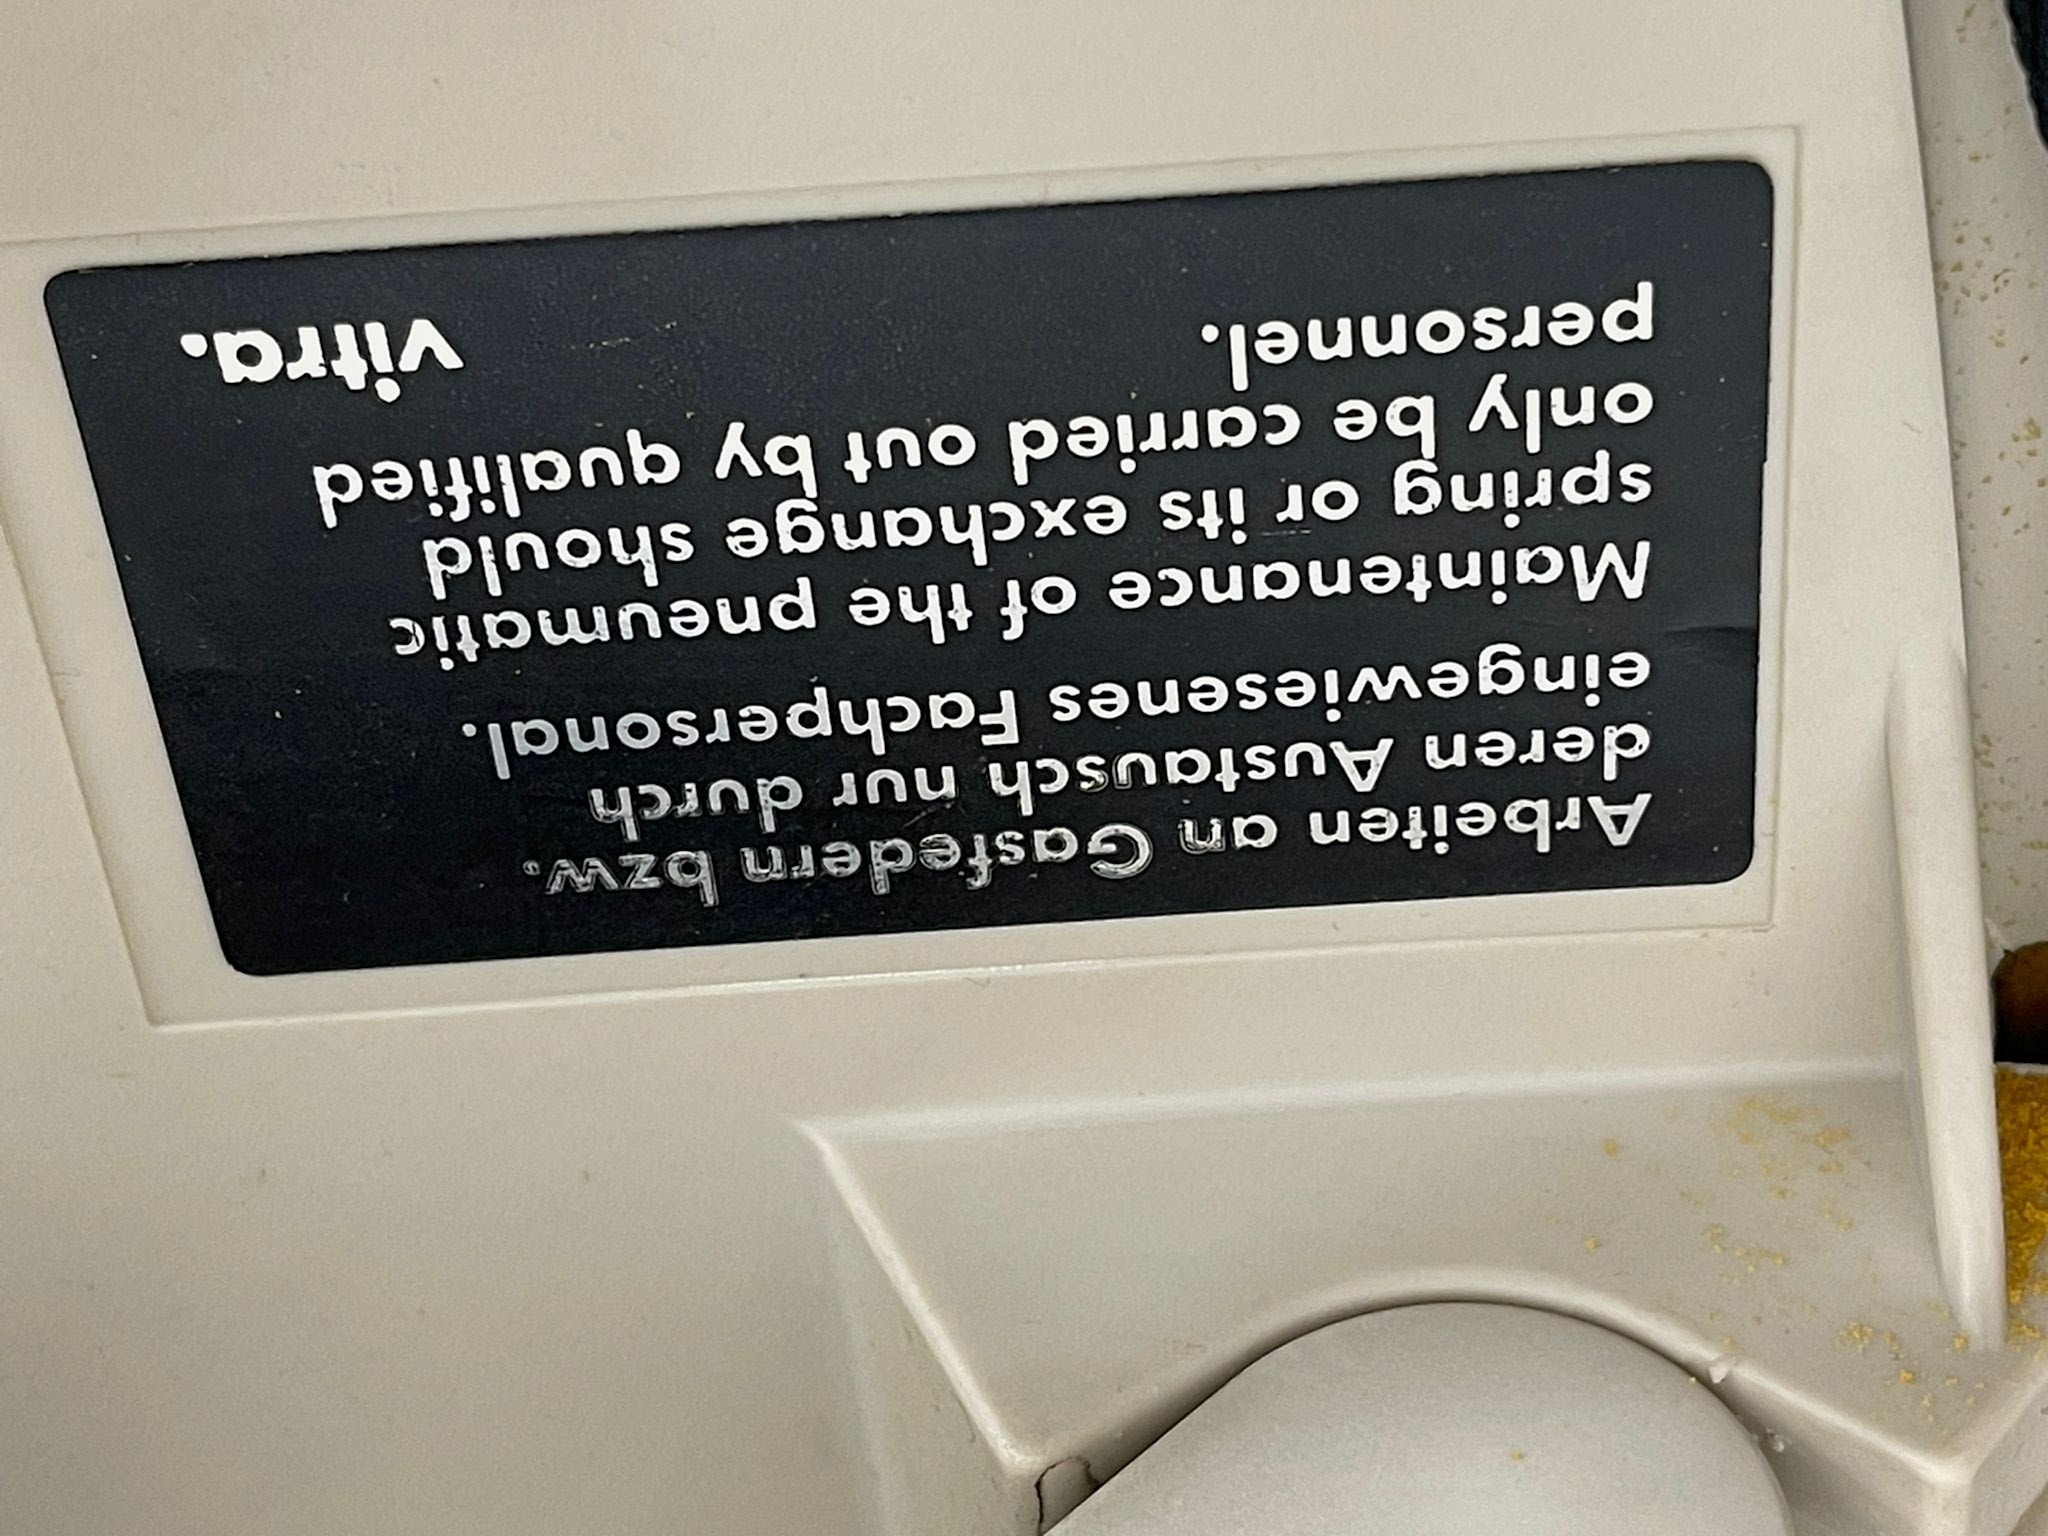 Arbeiten an Gasfedern bzw.
deren Austausch nur durch
eingewiesenes Fachpersonal.
Maintenance of the pneumatic
spring or its exchange should
only be carried out by qualified
personnel.
vitra.